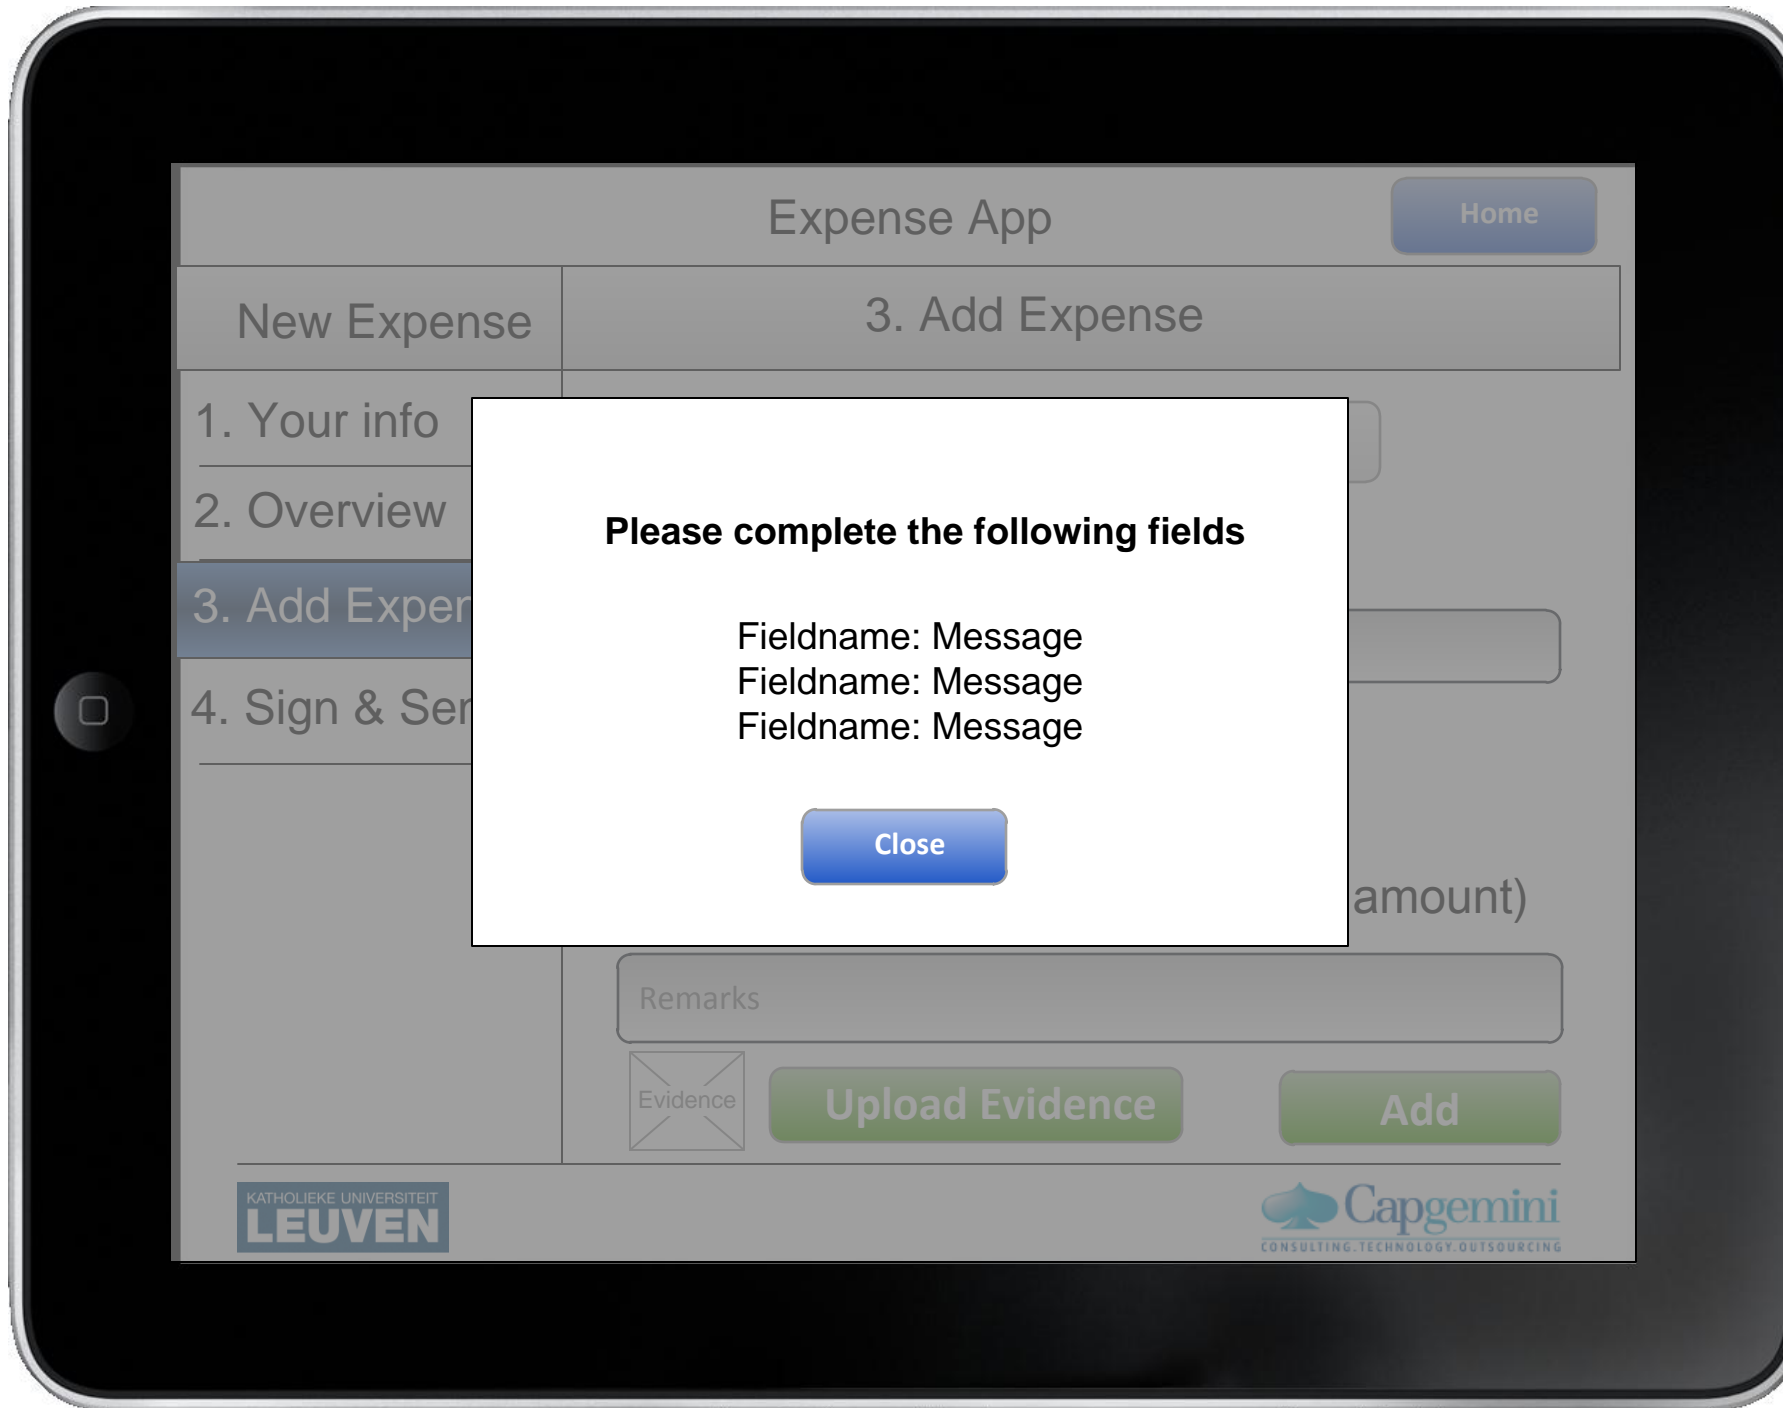 Expense App
Home
New Expense
3. Add Expense
1. Your info
2. Overview
3. Add Exper
4. Sign & Ser
Please complete the following fields
Fieldname: Message
Fieldname: Message
Fieldname: Message
Close
amount)
Remarks
Evidence
Upload Evidence
Add
KATHOLIEKE UNIVERSITEIT
LEUVEN
Capgemini
CONSULTING.TECHNOLOGY.OUTSOURCING